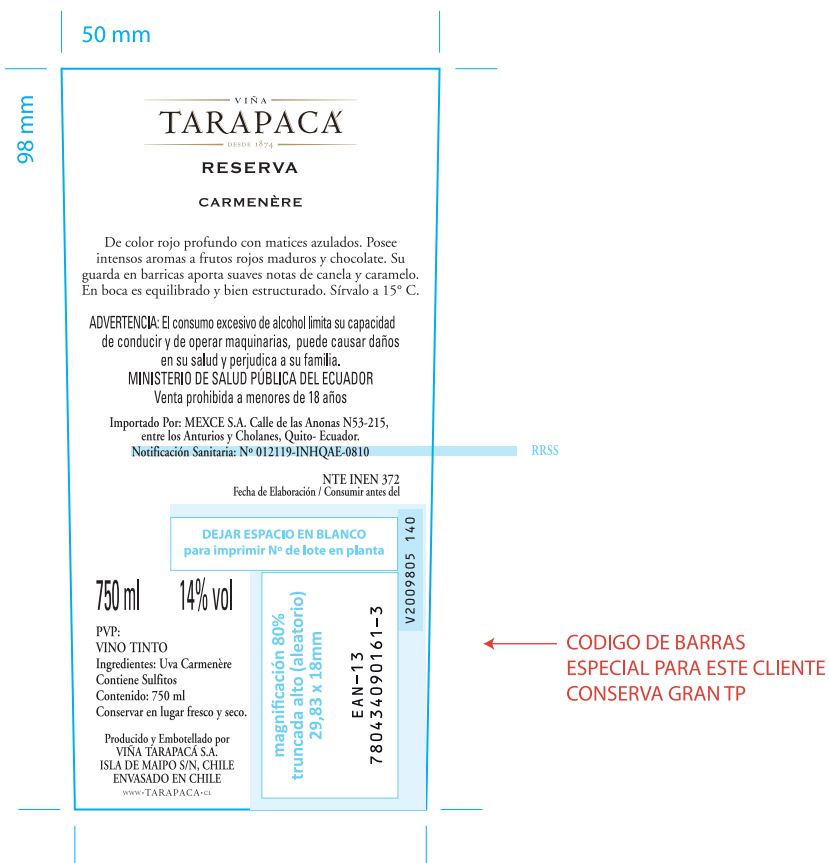 50 mm
98 mm
VIÑA
TARAPACÁ
DESDE 1874
RESERVA
CARMENÈRE
De color rojo profundo con matices azulados. Posee
intensos aromas a frutos rojos maduros y chocolate. Su
guarda en barricas aporta suaves notas de canela y caramelo.
En boca es equilibrado y bien estructurado. Sírvalo a 15° C.
ADVERTENCIA: El consumo excesivo de alcohol limita su capacidad
de conducir y de operar maquinarias, puede causar daños
en su salud y perjudica a su familia.
MINISTERIO DE SALUD PÚBLICA DEL ECUADOR
Venta prohibida a menores de 18 años
Importado Por: MEXCE S.A. Calle de las Anonas N53-215,
entre los Anturios y Cholanes, Quito- Ecuador.
Notificación Sanitaria: Nº 012119-INHQAE-0810
RRSS
NTE INEN 372
Fecha de Elaboración / Consumir antes del
DEJAR ESPACIO EN BLANCO
para imprimir Nº de lote en planta
V2009805 140
750 ml 14% vol
PVP:
VINO TINTO
Ingredientes: Uva Carmenère
Contiene Sulfitos
Contenido: 750 ml
Conservar en lugar fresco y seco.
Producido y Embotellado por
VIÑA TARAPACÁ S.A.
ISLA DE MAIPO S/N, CHILE
ENVASADO EN CHILE
WWW•TARAPACA•CL
magnificación 80%
truncada alto (aleatorio)
29,83 x 18mm
EAN-13
780434090161-3
CODIGO DE BARRAS
ESPECIAL PARA ESTE CLIENTE
CONSERVA GRAN TP